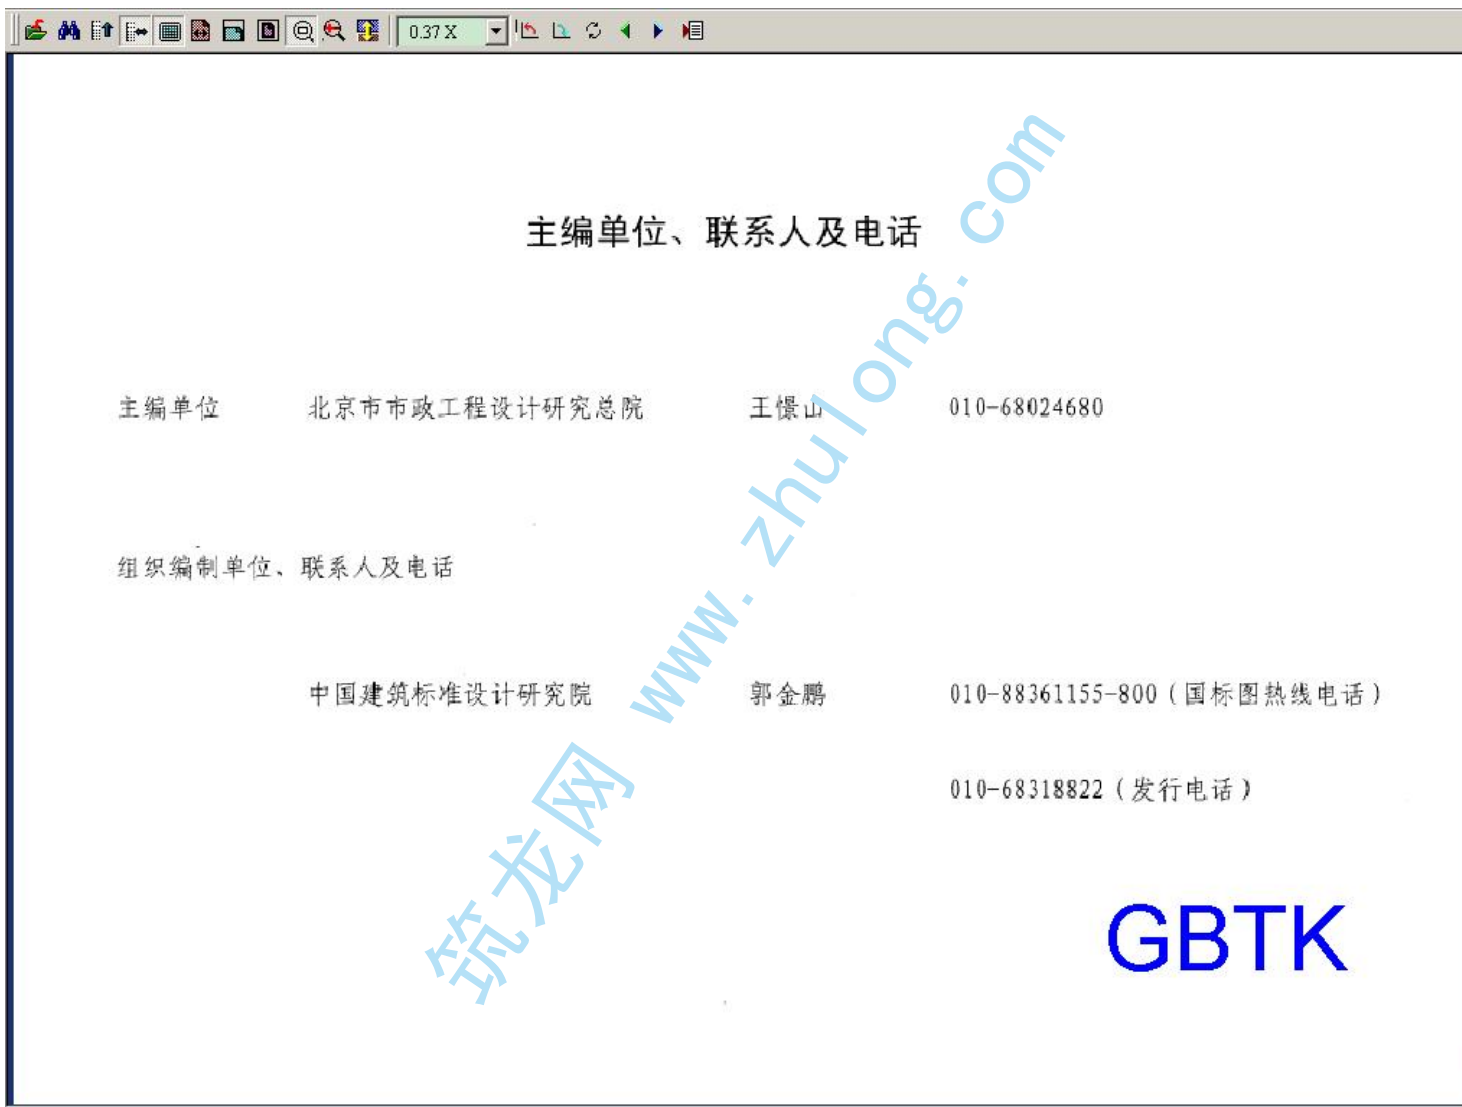 0.37 X
主编单位、联系人及电话
主编单位 北京市市政工程设计研究总院 王憬山 010-68024680
组织编制单位、联系人及电话
中国建筑标准设计研究院 郭金鹏 010-88361155-800（国标图热线电话）
010-68318822（发行电话）
筑龙网 www.zhulong.com
GBTK